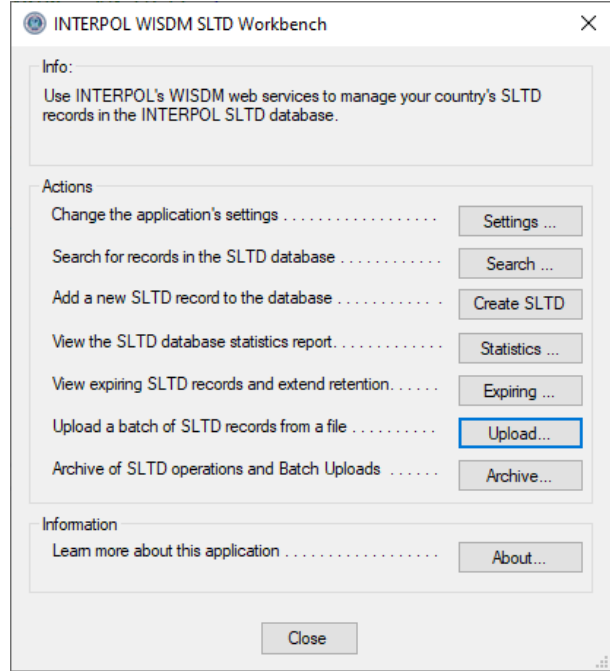 INTERPOL WISDM SLTD Workbench
Info:
Use INTERPOL's WISDM web services to manage your country's SLTD
records in the INTERPOL SLTD database.
Actions
Change the application's settings . . . . . . . . . . . . . . . . . . Settings ...
Search for records in the SLTD database . . . . . . . . . . . . Search ...
Add a new SLTD record to the database . . . . . . . . . . . . Create SLTD
View the SLTD database statistics report. . . . . . . . . . . . . Statistics ...
View expiring SLTD records and extend retention. . . . . . Expiring ...
Upload a batch of SLTD records from a file . . . . . . . . . . Upload...
Archive of SLTD operations and Batch Uploads . . . . . . Archive...
Information
Learn more about this application . . . . . . . . . . . . . . . . . . About...
Close